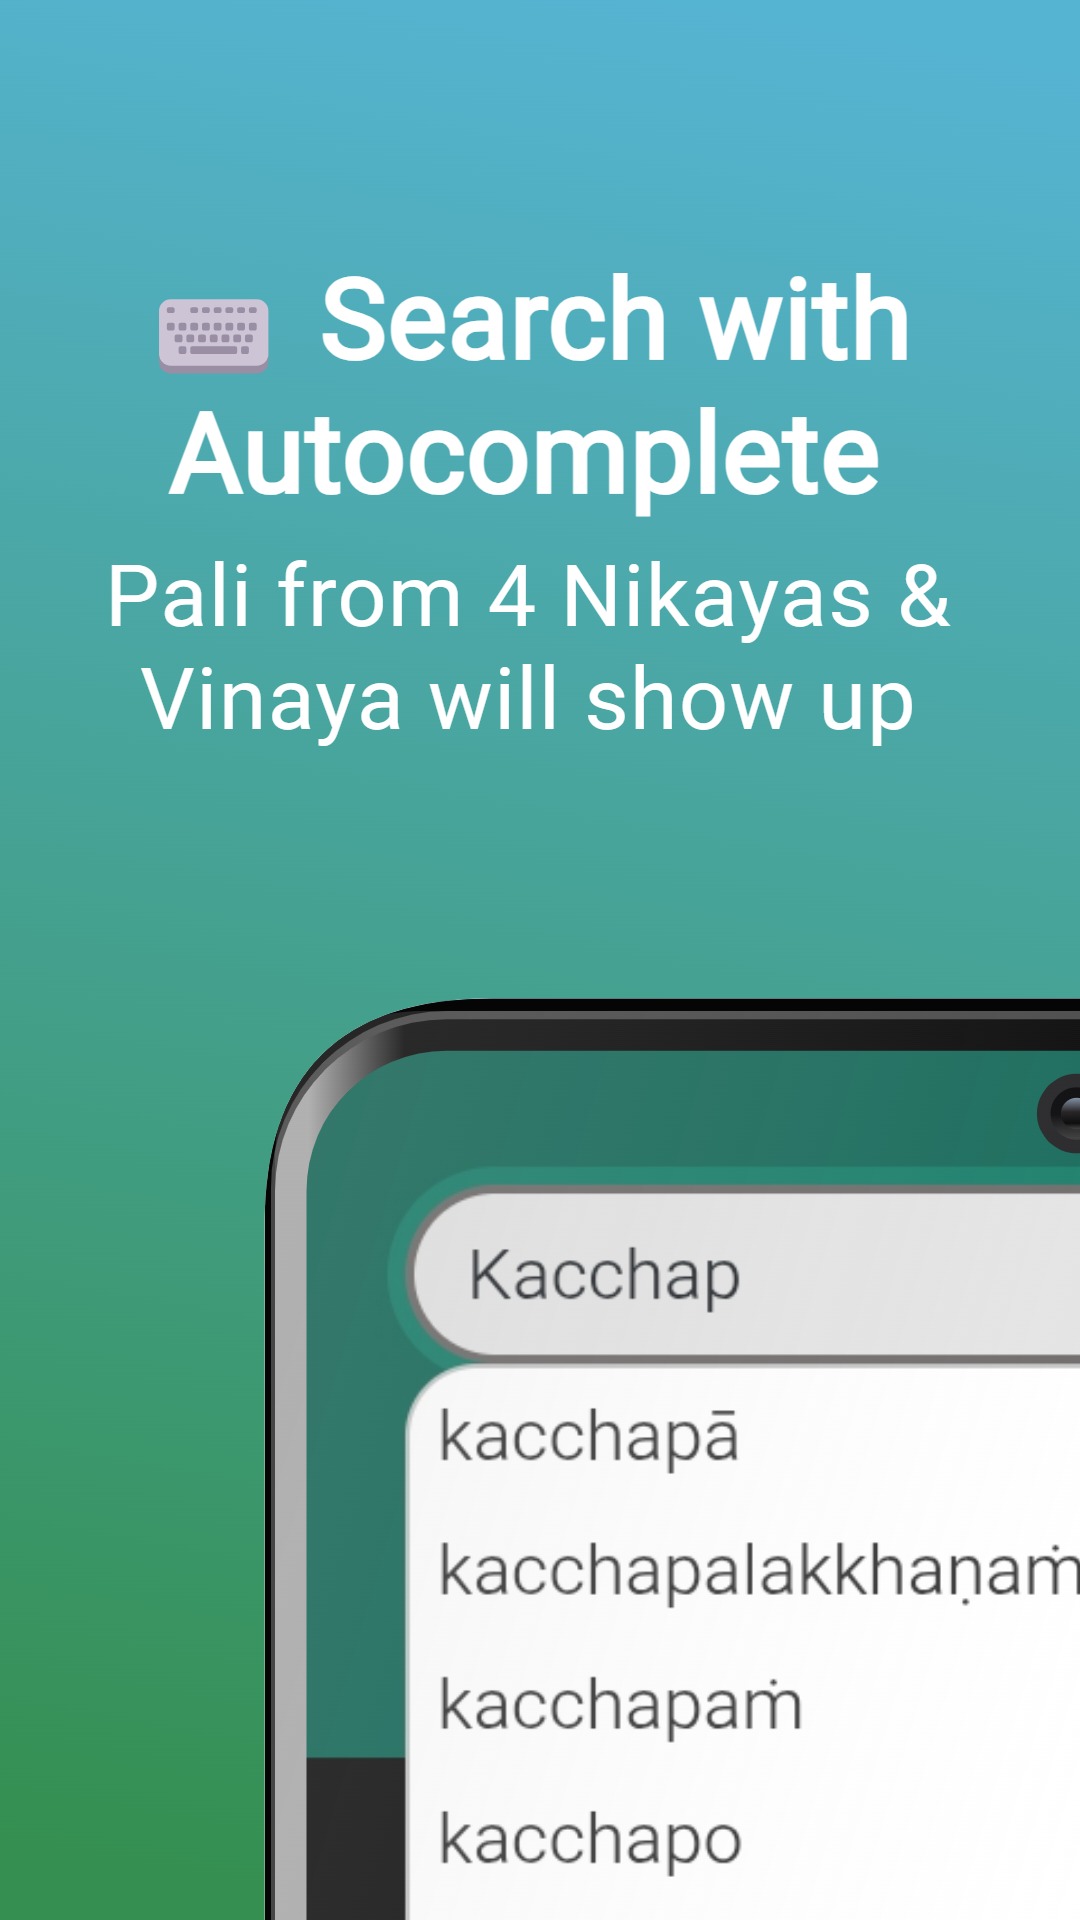 Search with
Autocomplete
Pali from 4 Nikayas &
Vinaya will show up
Kacchap
kacchapā
kacchapalakkhaṇaṁ
kacchapaṁ
kacchapo